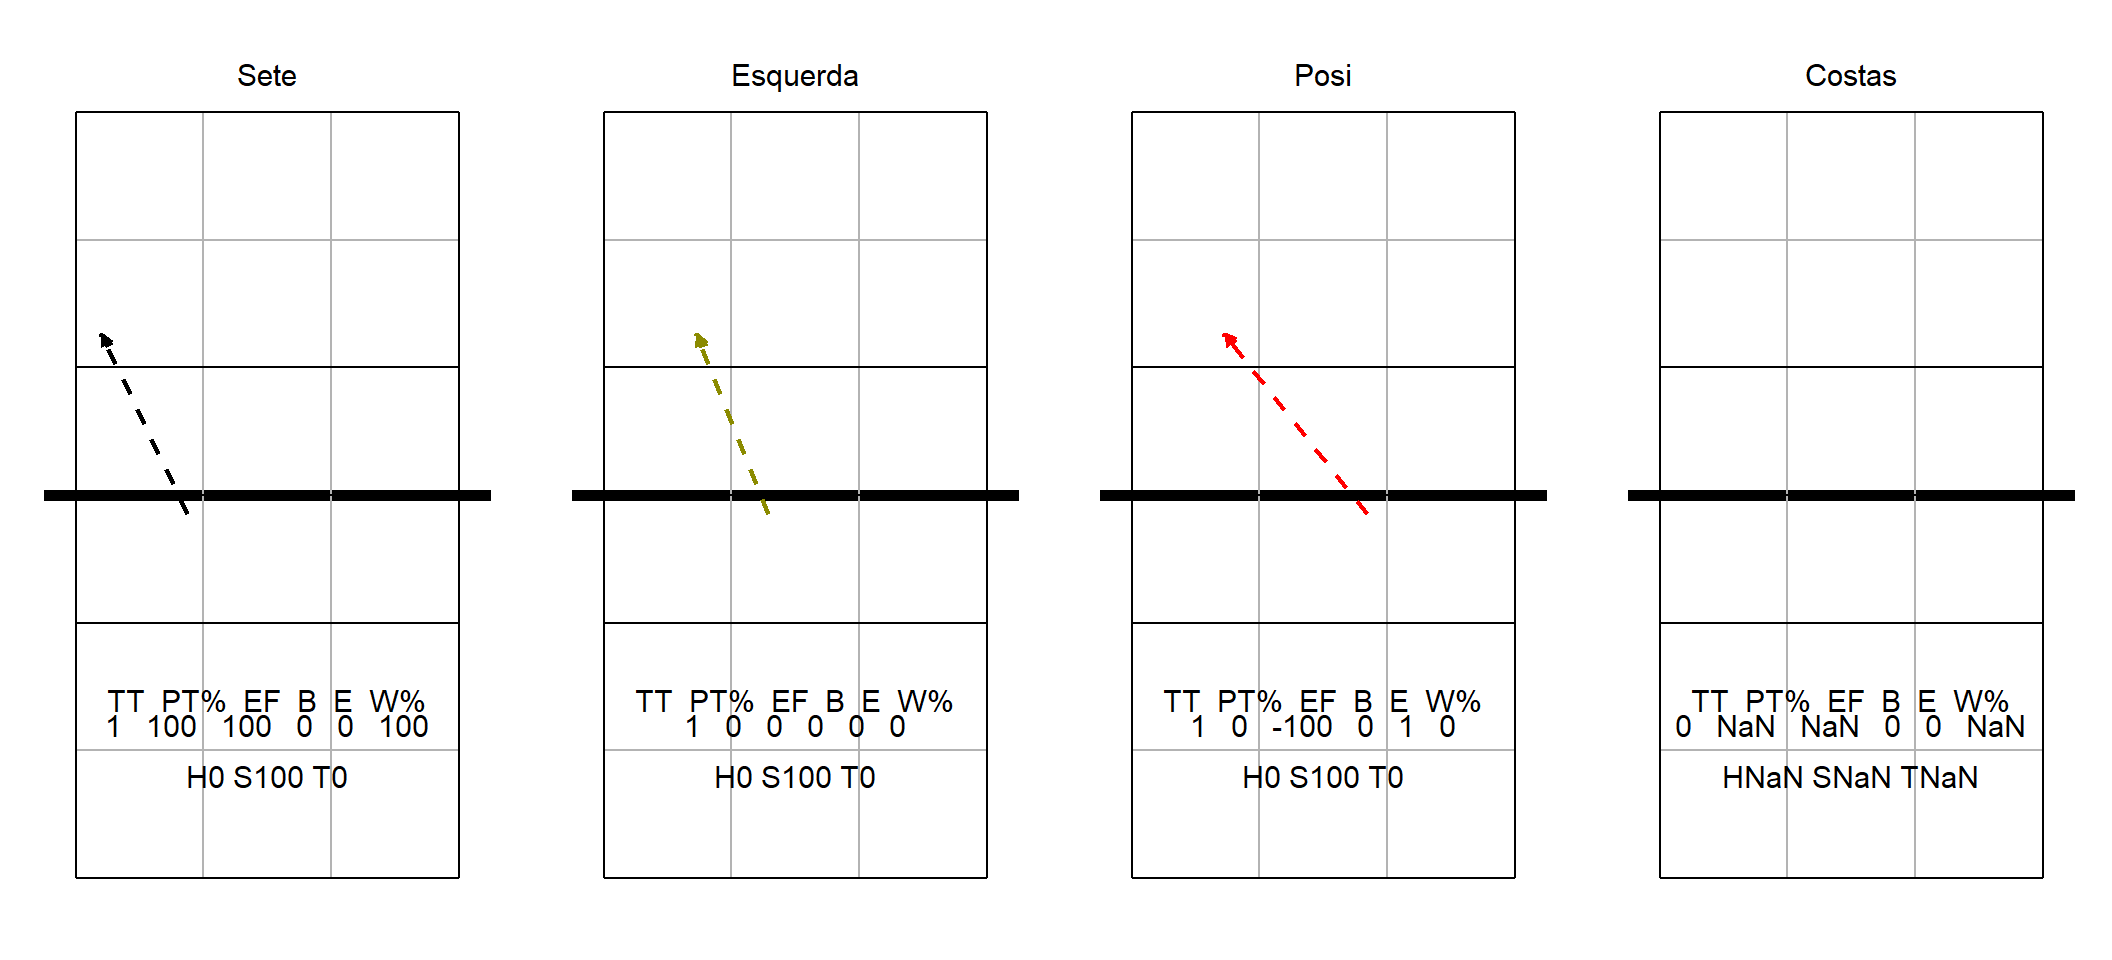 Sete
TT PT% EF B E W%
1 100 100 0 0 100
H0 S100 T0
Esquerda
TT PT% EF B E W%
1 0 0 0 0 0
H0 S100 T0
Posi
TT PT% EF B E W%
1 0 -100 0 1 0
H0 S100 T0
Costas
TT PT% EF B E W%
0 NaN NaN 0 0 NaN
HNaN SNaN TNaN